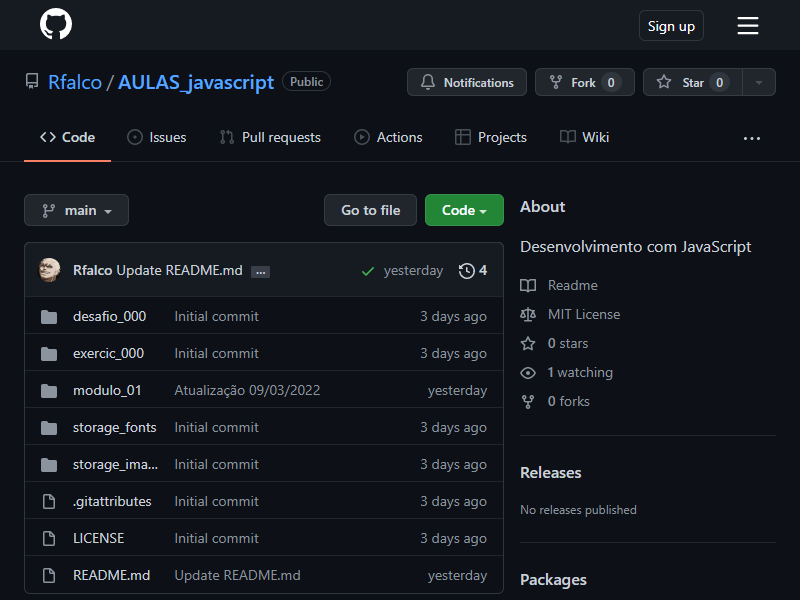 Sign up
Rfalco / AULAS_javascript Public
Notifications Fork 0 Star 0
Code Issues Pull requests Actions Projects Wiki ...
main Go to file Code
Rfalco Update README.md ... yesterday 4
desafio_000 Initial commit 3 days ago
exercic_000 Initial commit 3 days ago
modulo_01 Atualização 09/03/2022 yesterday
storage_fonts Initial commit 3 days ago
storage_ima... Initial commit 3 days ago
.gitattributes Initial commit 3 days ago
LICENSE Initial commit 3 days ago
README.md Update README.md yesterday
About
Desenvolvimento com JavaScript
Readme
MIT License
0 stars
1 watching
0 forks
Releases
No releases published
Packages